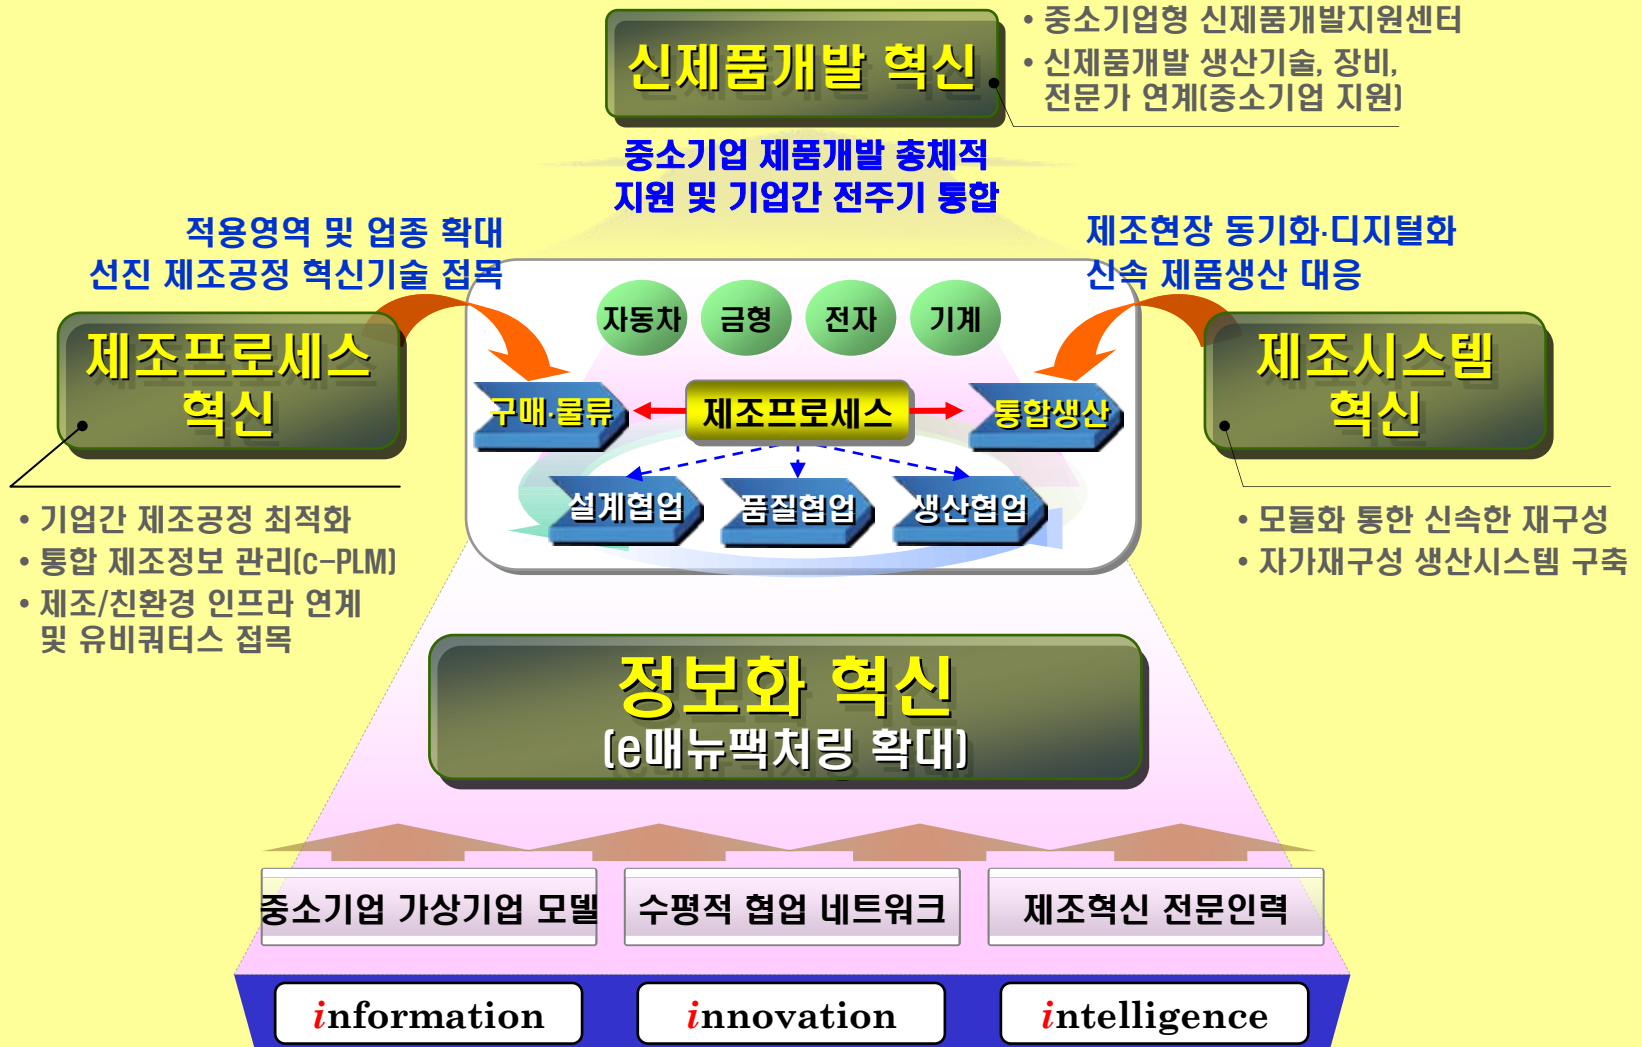 신제품개발 혁신
• 중소기업형 신제품개발지원센터
• 신제품개발 생산기술, 장비,
전문가 연계(중소기업 지원)
중소기업 제품개발 총체적
지원 및 기업간 전주기 통합
적용영역 및 업종 확대
선진 제조공정 혁신기술 접목
제조현장 동기화·디지털화
신속 제품생산 대응
자동차 금형 전자 기계
제조프로세스
혁신
제조시스템
혁신
구매·물류 제조프로세스 통합생산
설계협업 품질협업 생산협업
• 기업간 제조공정 최적화
• 통합 제조정보 관리(c-PLM)
• 제조/친환경 인프라 연계
및 유비쿼터스 접목
• 모듈화 통한 신속한 재구성
• 자가재구성 생산시스템 구축
정보화 혁신
(e매뉴팩처링 확대)
중소기업 가상기업 모델 수평적 협업 네트워크 제조혁신 전문인력
information innovation intelligence